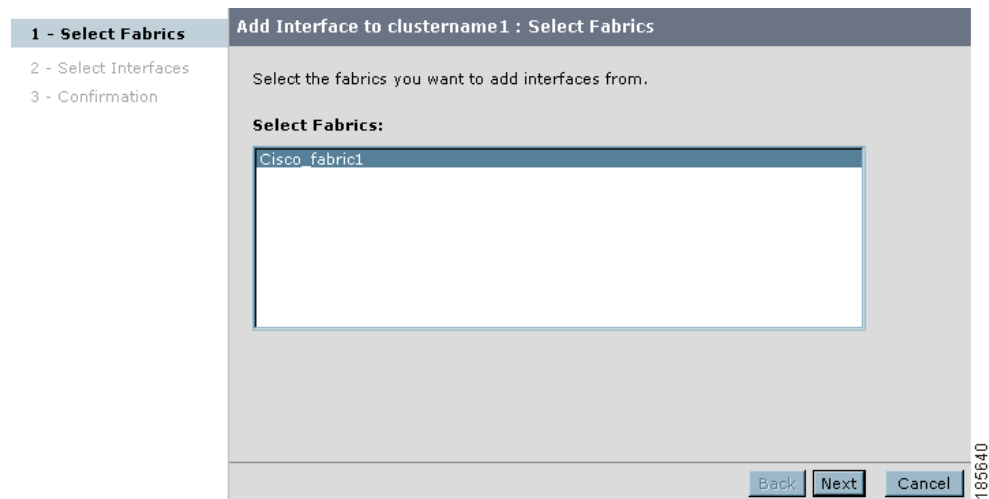 1 - Select Fabrics
2 - Select Interfaces
3 - Confirmation
Add Interface to clustername1 : Select Fabrics
Select the fabrics you want to add interfaces from.
Select Fabrics:
Cisco_fabric1
Back
Next
Cancel
185640